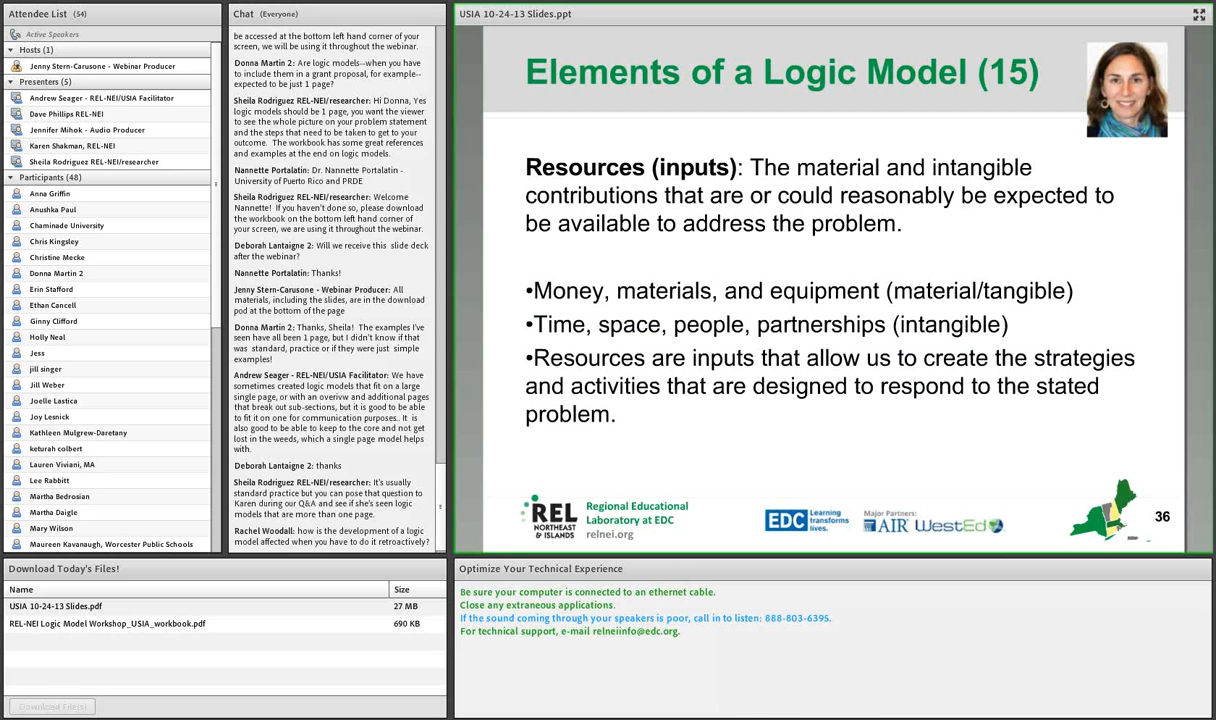 Attendee List (54)
Active Speakers
Hosts (1)
Jenny Stern-Carusone - Webinar Producer
Presenters (5)
Andrew Seager - REL-NEI/USIA Facilitator
Dave Phillips REL-NEI
Jennifer Mihok - Audio Producer
Karen Shakman, REL-NEI
Sheila Rodriguez REL-NEI/researcher
Participants (48)
Anna Griffin
Anushka Paul
Chaminade University
Chris Kingsley
Christine Mecke
Donna Martin 2
Erin Stafford
Ethan Cancell
Ginny Clifford
Holly Neal
Jess
jill singer
Jill Weber
Joelle Lastica
Joy Lesnick
Kathleen Mulgrew-Daretany
keturah colbert
Lauren Viviani, MA
Lee Rabbitt
Martha Bedrosian
Martha Daigle
Mary Wilson
Maureen Kavanaugh, Worcester Public Schools
Chat (Everyone)
be accessed at the bottom left hand corner of your
screen, we will be using it throughout the webinar.
Donna Martin 2: Are logic models--when you have
to include them in a grant proposal, for example--
expected to be just 1 page?
Sheila Rodriguez REL-NEI/researcher: Hi Donna, Yes
logic models should be 1 page, you want the viewer
to see the whole picture on your problem statement
and the steps that need to be taken to get to your
outcome. The workbook has some great references
and examples at the end on logic models.
Nannette Portalatin: Dr. Nannette Portalatin -
University of Puerto Rico and PRDE
Sheila Rodriguez REL-NEI/researcher: Welcome
Nannette! If you haven't done so, please download
the workbook on the bottom left hand corner of
your screen, we are using it throughout the webinar.
Deborah Lantaigne 2: Will we receive this slide deck
after the webinar?
Nannette Portalatin: Thanks!
Jenny Stern-Carusone - Webinar Producer: All
materials, including the slides, are in the download
pod at the bottom of the page
Donna Martin 2: Thanks, Sheila! The examples I've
seen have all been 1 page, but I didn't know if that
was standard, practice or if they were just simple
examples!
Andrew Seager - REL-NEI/USIA Facilitator: We have
sometimes created logic models that fit on a large
single page, or with an overivw and additional pages
that break out sub-sections, but it is good to be able
to fit it on one for communication purposes.. It is
also good to be able to keep to the core and not get
lost in the weeds, which a single page model helps
with.
Deborah Lantaigne 2: thanks
Sheila Rodriguez REL-NEI/researcher: It's usually
standard practice but you can pose that question to
Karen during our Q&A and see if she's seen logic
models that are more than one page.
Rachel Woodall: how is the development of a logic
model affected when you have to do it retroactively?
USIA 10-24-13 Slides.ppt
Elements of a Logic Model (15)
Resources (inputs): The material and intangible
contributions that are or could reasonably be expected to
be available to address the problem.
•Money, materials, and equipment (material/tangible)
•Time, space, people, partnerships (intangible)
•Resources are inputs that allow us to create the strategies
and activities that are designed to respond to the stated
problem.
REL
NORTHEAST
& ISLANDS
Regional Educational
Laboratory at EDC
relnei.org
EDC Learning
transforms
lives.
Major Partners:
AIR WestEd
36
Download Today's Files!
Name Size
USIA 10-24-13 Slides.pdf 27 MB
REL-NEI Logic Model Workshop_USIA_workbook.pdf 690 KB
Download File(s)
Optimize Your Technical Experience
Be sure your computer is connected to an ethernet cable.
Close any extraneous applications.
If the sound coming through your speakers is poor, call in to listen: 888-803-6395.
For technical support, e-mail relneiinfo@edc.org.